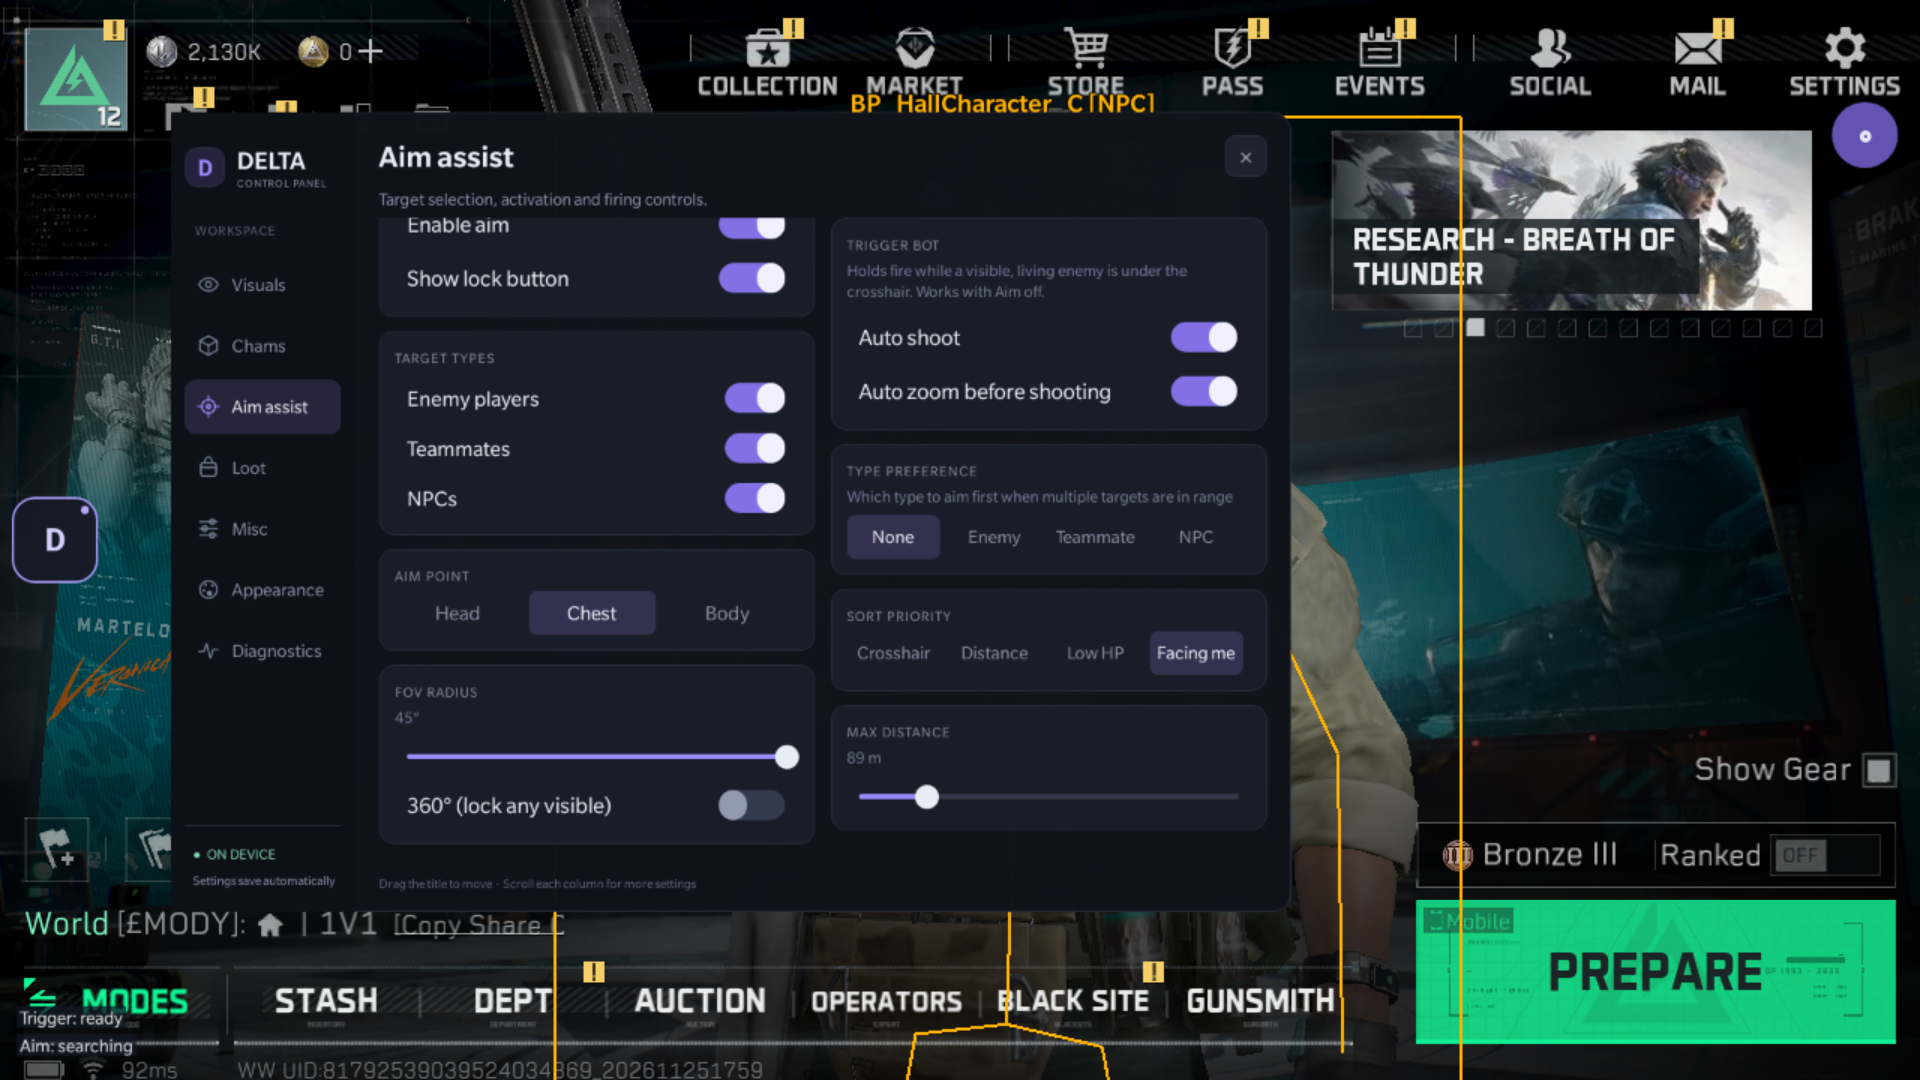 2,130K
0
12
COLLECTION
MARKET
STORE
PASS
EVENTS
SOCIAL
MAIL
SETTINGS
BP_HallCharacter_C [NPC]
D
DELTA
CONTROL PANEL
WORKSPACE
Visuals
Chams
Aim assist
Loot
Misc
Appearance
Diagnostics
ON DEVICE
Settings save automatically
Aim assist
Target selection, activation and firing controls.
Enable aim
Show lock button
TARGET TYPES
Enemy players
Teammates
NPCs
AIM POINT
Head
Chest
Body
FOV RADIUS
45°
360° (lock any visible)
TRIGGER BOT
Holds fire while a visible, living enemy is under the
crosshair. Works with Aim off.
Auto shoot
Auto zoom before shooting
TYPE PREFERENCE
Which type to aim first when multiple targets are in range
None
Enemy
Teammate
NPC
SORT PRIORITY
Crosshair
Distance
Low HP
Facing me
MAX DISTANCE
89 m
Drag the title to move · Scroll each column for more settings
D
G.T.I.
MARTELO
RESEARCH - BREATH OF
THUNDER
Show Gear
III
Bronze III
Ranked
OFF
Mobile
PREPARE
World [£MODY]: | 1V1 [Copy Share C
MODES
STASH
DEPT
AUCTION
OPERATORS
BLACK SITE
GUNSMITH
Trigger: ready
Aim: searching
92ms